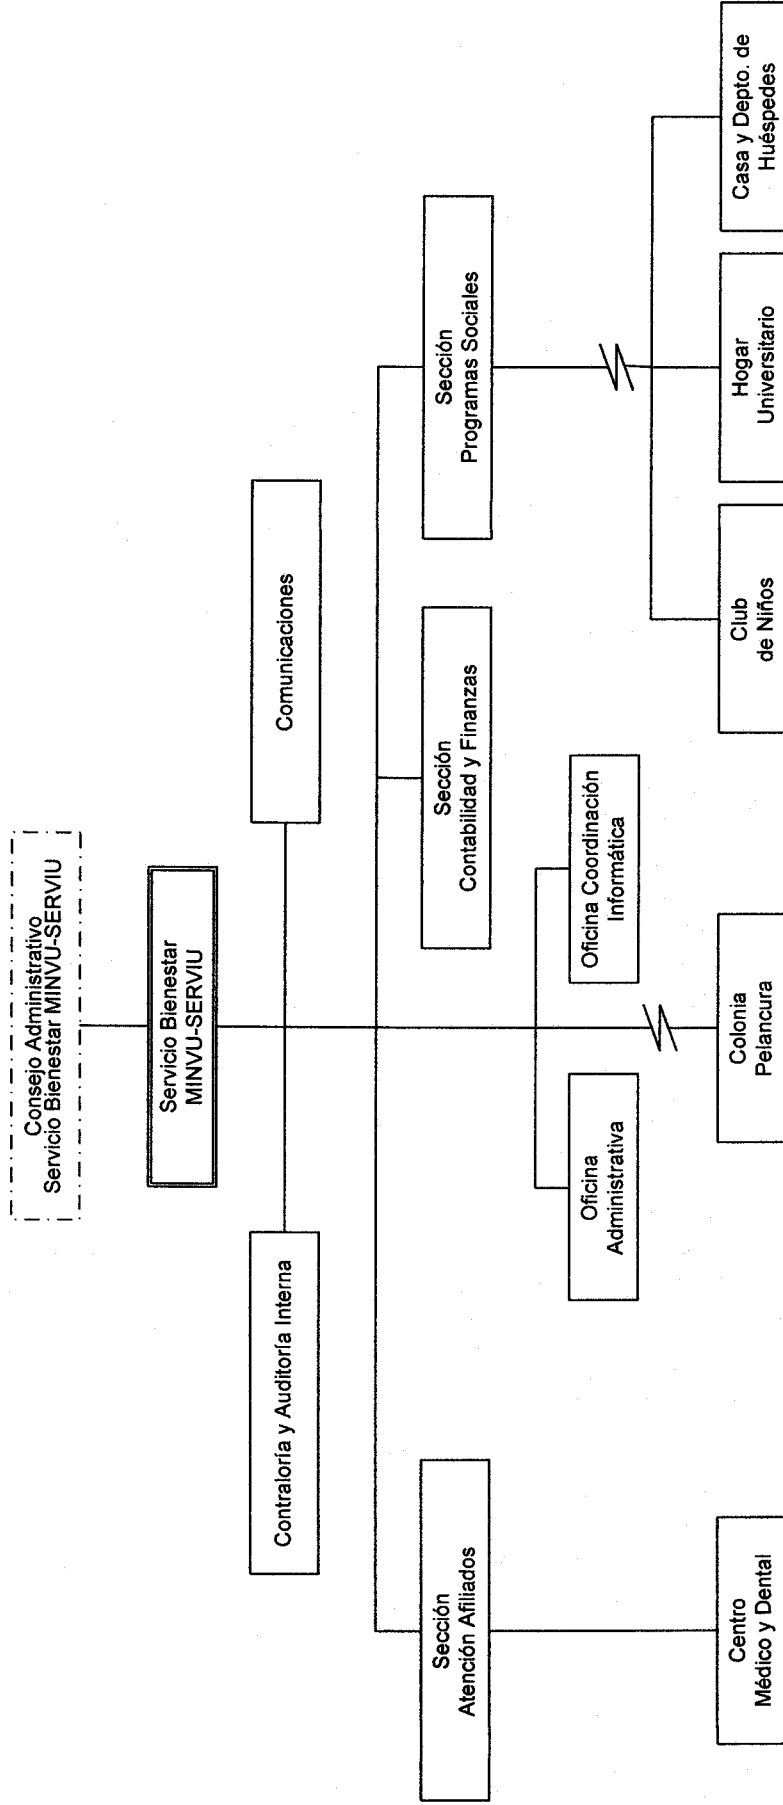 Consejo Administrativo
Servicio Bienestar MINVU-SERVIU
Servicio Bienestar
MINVU-SERVIU
Contraloría y Auditoría Interna
Comunicaciones
Sección
Atención Afiliados
Sección
Contabilidad y Finanzas
Sección
Programas Sociales
Oficina
Administrativa
Oficina Coordinación
Informática
Centro
Médico y Dental
Colonia
Pelancura
Club
de Niños
Hogar
Universitario
Casa y Depto. de
Huéspedes